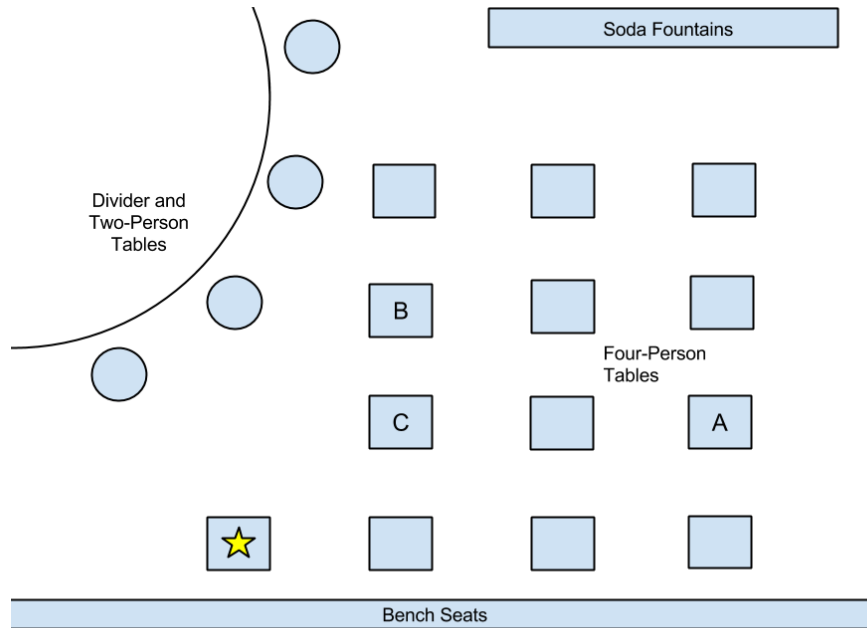 Soda Fountains
Divider and
Two-Person
Tables
B
Four-Person
Tables
C
A
Bench Seats